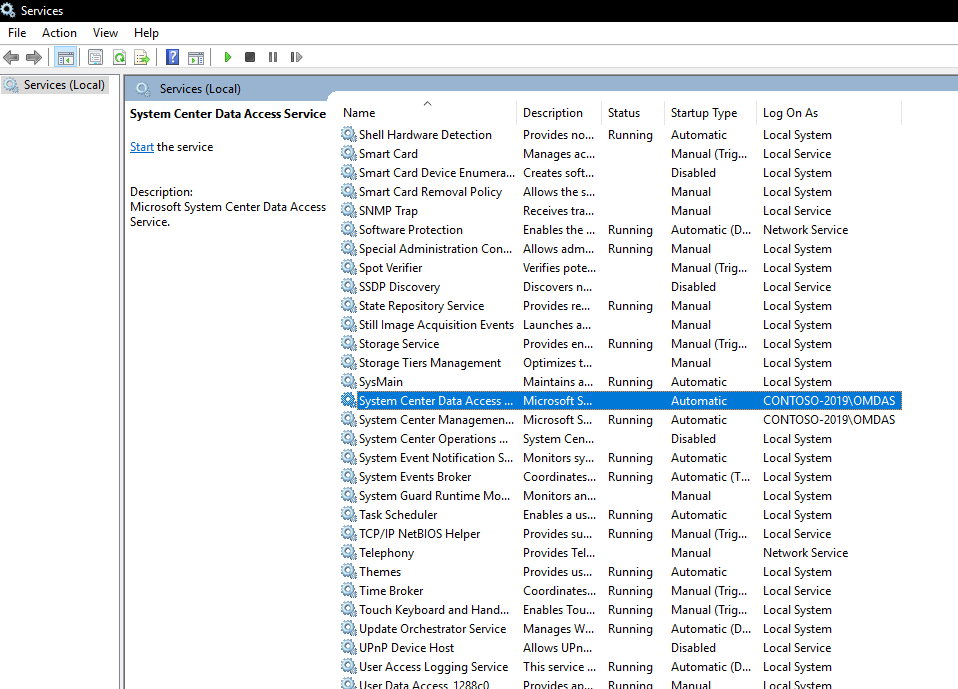 Services
File Action View Help
Services (Local)
Services (Local)
System Center Data Access Service
Start the service
Description:
Microsoft System Center Data Access
Service.
Name Description Status Startup Type Log On As
Shell Hardware Detection Provides no... Running Automatic Local System
Smart Card Manages ac... Manual (Trig... Local Service
Smart Card Device Enumera... Creates soft... Disabled Local System
Smart Card Removal Policy Allows the s... Manual Local System
SNMP Trap Receives tra... Manual Local Service
Software Protection Enables the ... Running Automatic (D... Network Service
Special Administration Con... Allows adm... Running Manual Local System
Spot Verifier Verifies pote... Manual (Trig... Local System
SSDP Discovery Discovers n... Disabled Local Service
State Repository Service Provides re... Running Manual Local System
Still Image Acquisition Events Launches a... Manual Local System
Storage Service Provides en... Running Manual (Trig... Local System
Storage Tiers Management Optimizes t... Manual Local System
SysMain Maintains a... Running Automatic Local System
System Center Data Access ... Microsoft S... Automatic CONTOSO-2019\OMDAS
System Center Managemen... Microsoft S... Running Automatic CONTOSO-2019\OMDAS
System Center Operations ... System Cen... Disabled Local System
System Event Notification S... Monitors sy... Running Automatic Local System
System Events Broker Coordinates... Running Automatic (T... Local System
System Guard Runtime Mo... Monitors an... Manual Local System
Task Scheduler Enables a us... Running Automatic Local System
TCP/IP NetBIOS Helper Provides su... Running Manual (Trig... Local Service
Telephony Provides Tel... Manual Network Service
Themes Provides us... Running Automatic Local System
Time Broker Coordinates... Running Manual (Trig... Local Service
Touch Keyboard and Hand... Enables Tou... Running Manual (Trig... Local System
Update Orchestrator Service Manages W... Running Automatic (D... Local System
UPnP Device Host Allows UPn... Disabled Local Service
User Access Logging Service This service ... Running Automatic (D... Local System
User Data Access_1288c0 Provides ap... Running Manual Local System